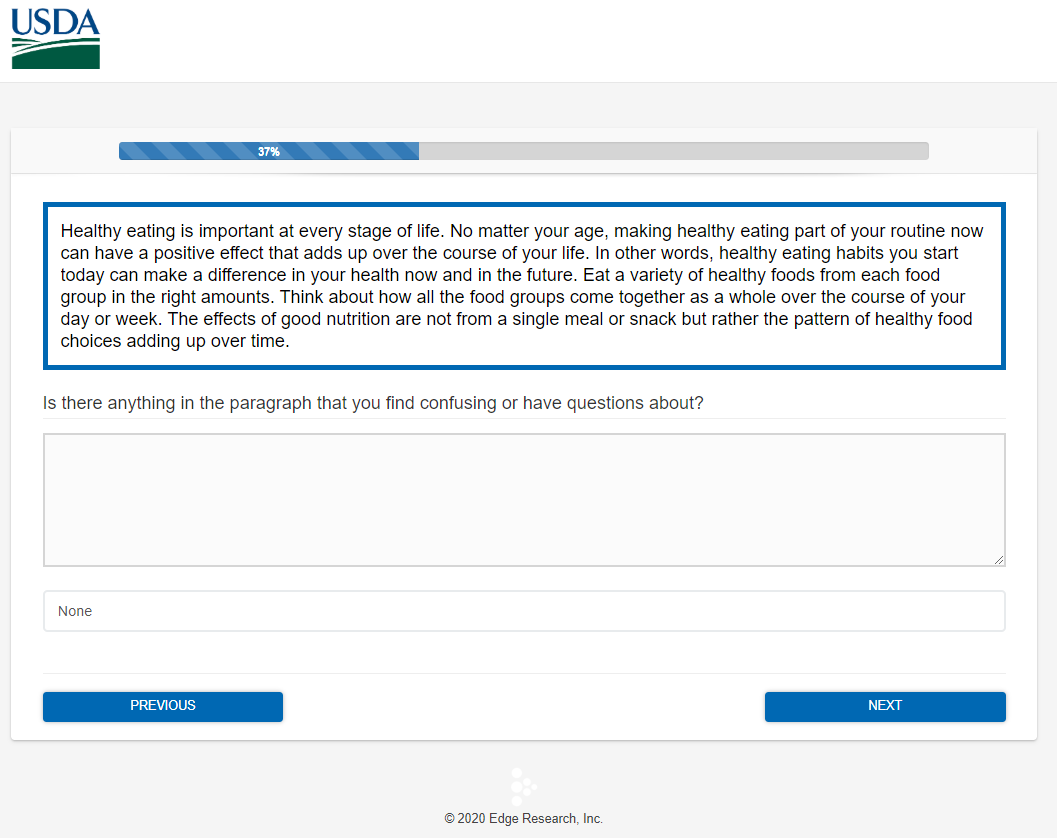 USDA
37%
Healthy eating is important at every stage of life. No matter your age, making healthy eating part of your routine now
can have a positive effect that adds up over the course of your life. In other words, healthy eating habits you start
today can make a difference in your health now and in the future. Eat a variety of healthy foods from each food
group in the right amounts. Think about how all the food groups come together as a whole over the course of your
day or week. The effects of good nutrition are not from a single meal or snack but rather the pattern of healthy food
choices adding up over time.
Is there anything in the paragraph that you find confusing or have questions about?
None
PREVIOUS
NEXT
© 2020 Edge Research, Inc.